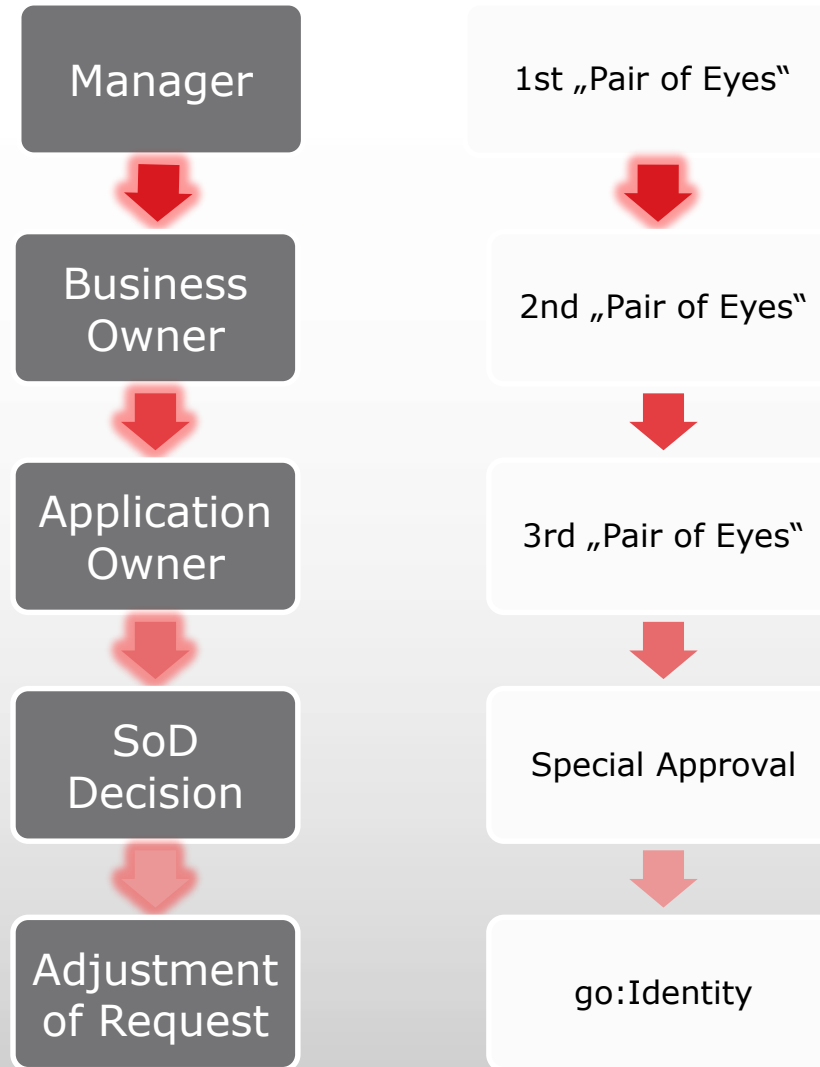 Manager
1st „Pair of Eyes“
Business
Owner
2nd „Pair of Eyes“
Application
Owner
3rd „Pair of Eyes“
SoD
Decision
Special Approval
Adjustment
of Request
go:Identity